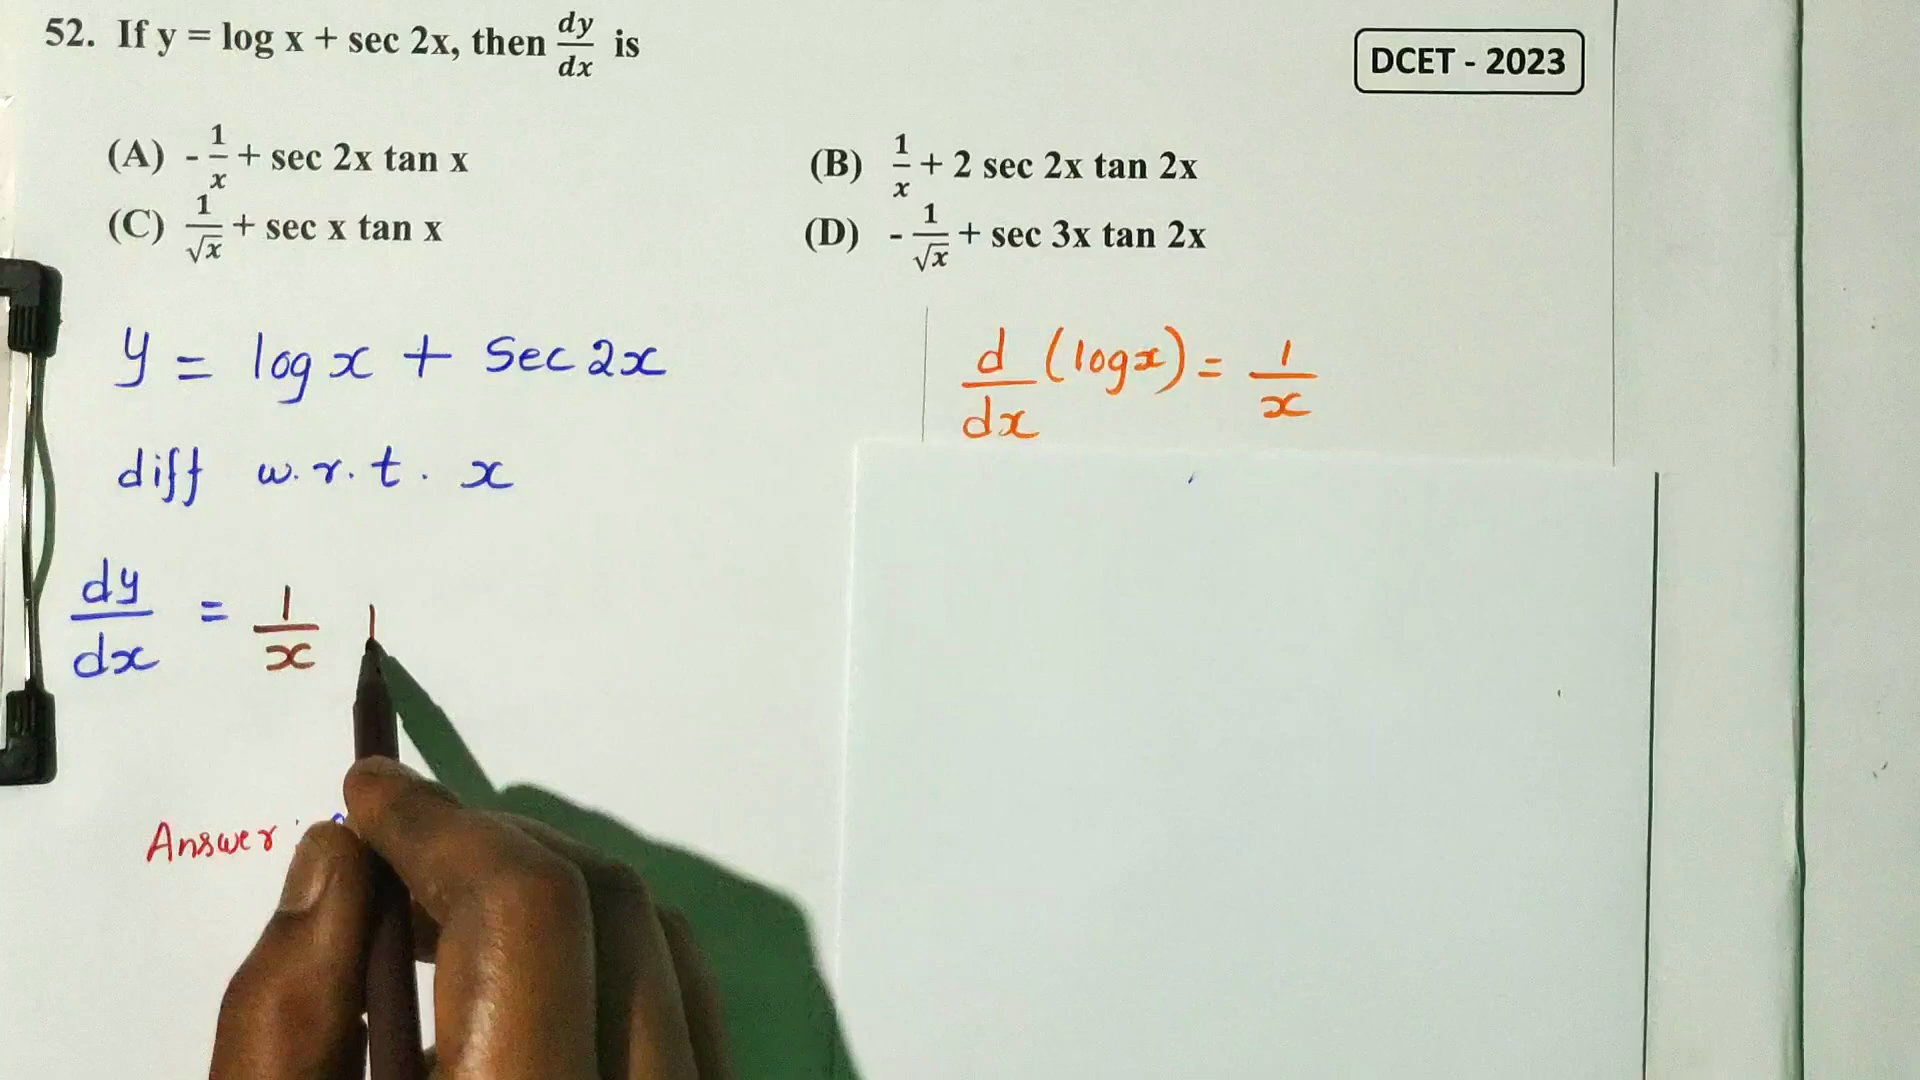 52. If y = log x + sec 2x, then dy/dx is
DCET - 2023
(A) - 1/x + sec 2x tan x
(B) 1/x + 2 sec 2x tan 2x
(C) 1/√x + sec x tan x
(D) - 1/√x + sec 3x tan 2x
y = log x + Sec 2x
d/dx (log x) = 1/x
diff w.r.t. x
dy/dx = 1/x
Answer :